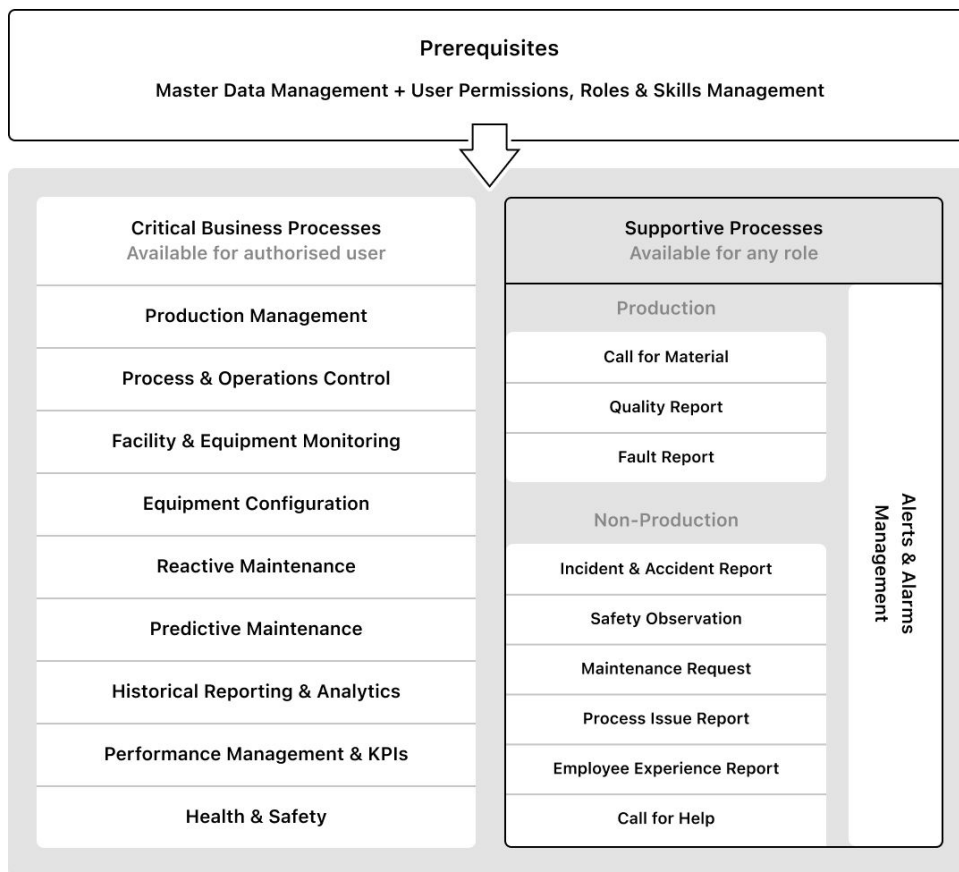 Prerequisites
Master Data Management + User Permissions, Roles & Skills Management
Critical Business Processes
Available for authorised user
Production Management
Process & Operations Control
Facility & Equipment Monitoring
Equipment Configuration
Reactive Maintenance
Predictive Maintenance
Historical Reporting & Analytics
Performance Management & KPIs
Health & Safety
Supportive Processes
Available for any role
Production
Call for Material
Quality Report
Fault Report
Non-Production
Incident & Accident Report
Safety Observation
Maintenance Request
Process Issue Report
Employee Experience Report
Call for Help
Alerts & Alarms
Management